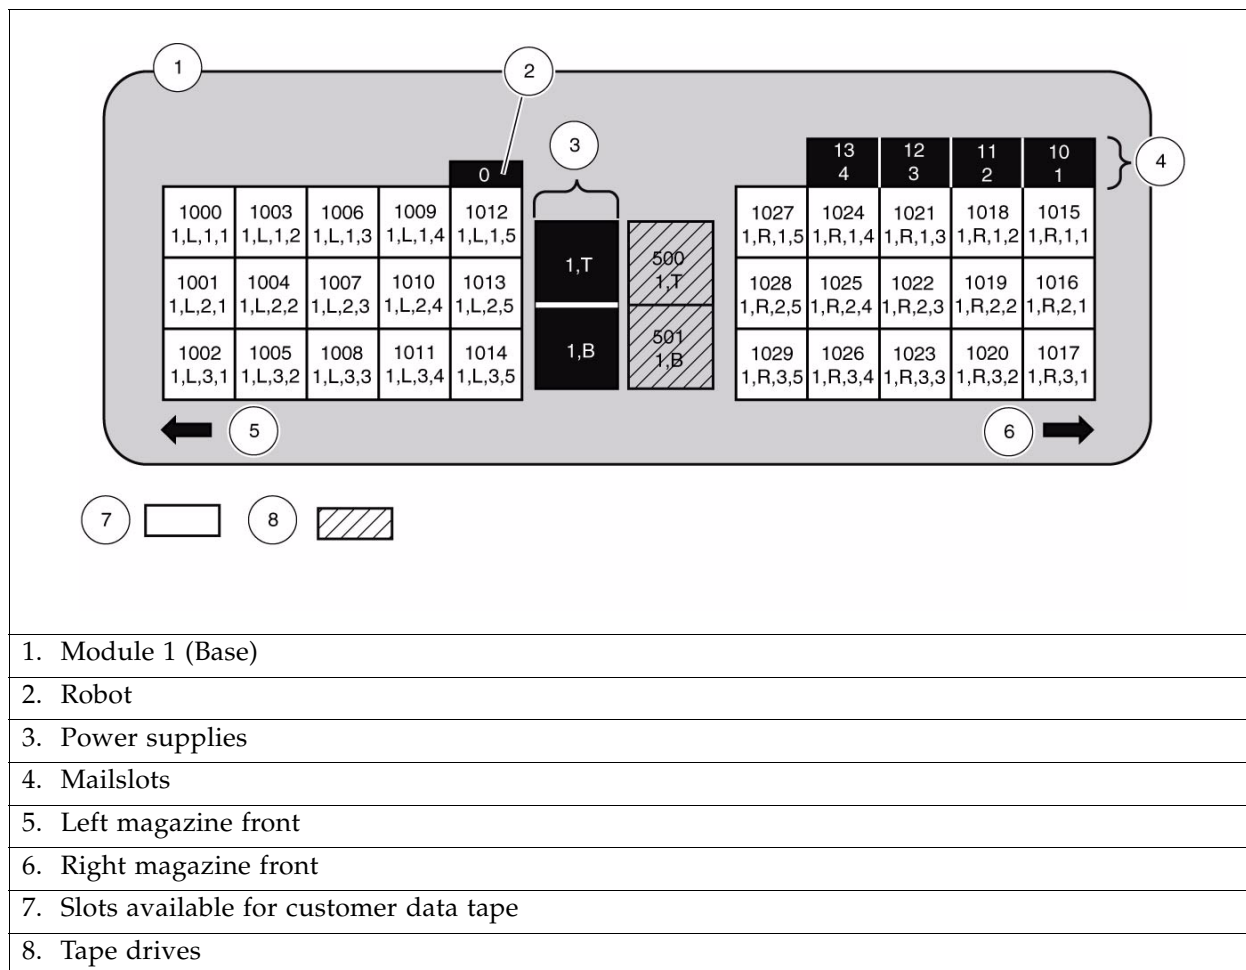 1
2
3
4
13 12 11 10
4 3 2 1
0
1000 1003 1006 1009 1012
1,L,1,1 1,L,1,2 1,L,1,3 1,L,1,4 1,L,1,5
1001 1004 1007 1010 1013
1,L,2,1 1,L,2,2 1,L,2,3 1,L,2,4 1,L,2,5
1002 1005 1008 1011 1014
1,L,3,1 1,L,3,2 1,L,3,3 1,L,3,4 1,L,3,5
1,T
1,B
500
1,T
501
1,B
1027 1024 1021 1018 1015
1,R,1,5 1,R,1,4 1,R,1,3 1,R,1,2 1,R,1,1
1028 1025 1022 1019 1016
1,R,2,5 1,R,2,4 1,R,2,3 1,R,2,2 1,R,2,1
1029 1026 1023 1020 1017
1,R,3,5 1,R,3,4 1,R,3,3 1,R,3,2 1,R,3,1
5
6
7
8
1. Module 1 (Base)
2. Robot
3. Power supplies
4. Mailslots
5. Left magazine front
6. Right magazine front
7. Slots available for customer data tape
8. Tape drives